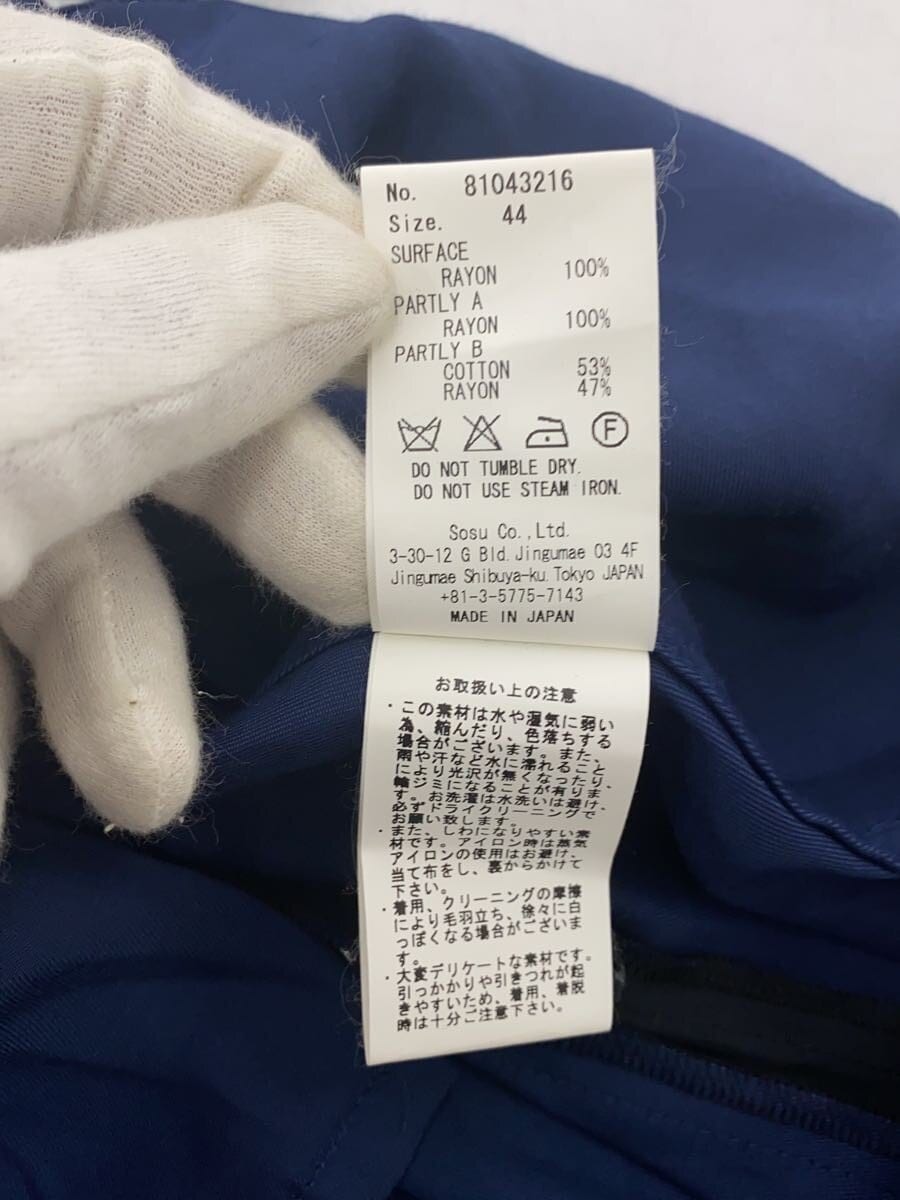 No. 81043216
Size. 44
SURFACE
RAYON 100%
PARTLY A
RAYON 100%
PARTLY B
COTTON 53%
RAYON 47%
F
DO NOT TUMBLE DRY.
DO NOT USE STEAM IRON.
Sosu Co.,Ltd.
3-30-12 G Bld. Jingumae 03 4F
Jingumae Shibuya-ku. Tokyo JAPAN
+81-3-5775-7143
MADE IN JAPAN
お取扱い上の注意
・この素材は水や湿気に弱い
為、縮んだり、色落ちする
場合がございます。また、
雨や汗など水に濡れること
により光沢が無くなったり、
輪ジミになることが有りま
す。お洗濯は水洗いは避け、
必ずドライクリーニングで
お願い致します。
・また、しわになりやすい素
材です。アイロン時は蒸気
アイロンの使用はお避け、
当て布をし、裏からかけて
下さい。
・着用、クリーニングの摩擦
により毛羽立ち、徐々に白
っぽくなる場合がございま
す。
・大変デリケートな素材です。
引っかかりや引きつれが起
きやすいため、着用、着脱
時は十分ご注意下さい。